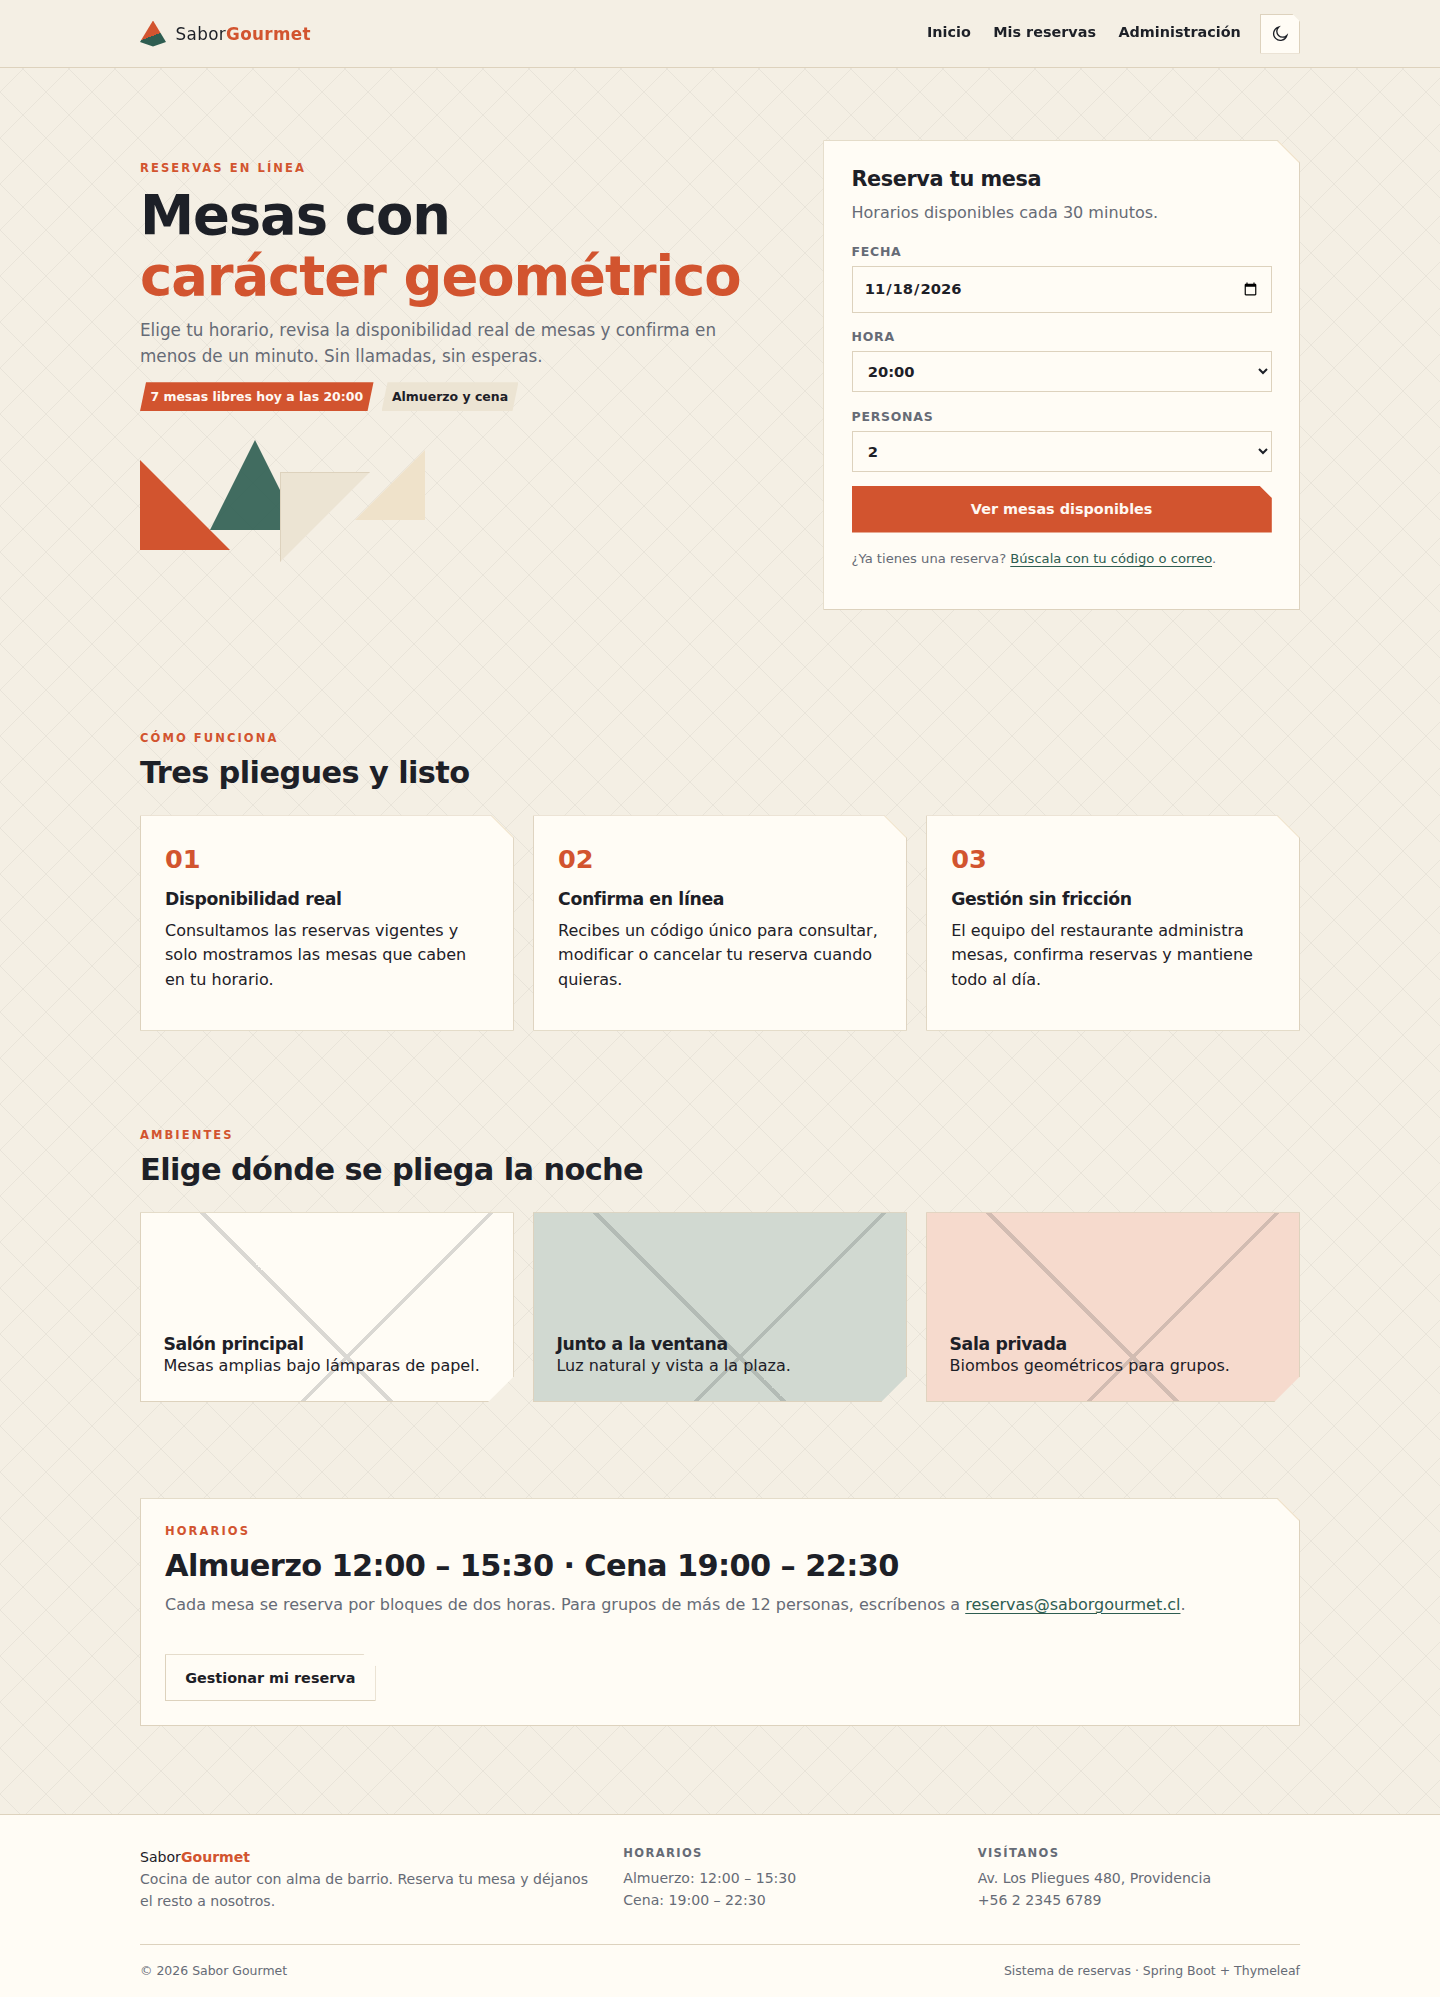 SaborGourmet
Inicio
Mis reservas
Administración
RESERVAS EN LÍNEA
Mesas con
carácter geométrico
Elige tu horario, revisa la disponibilidad real de mesas y confirma en
menos de un minuto. Sin llamadas, sin esperas.
7 mesas libres hoy a las 20:00
Almuerzo y cena
Reserva tu mesa
Horarios disponibles cada 30 minutos.
FECHA
11/18/2026
HORA
20:00
PERSONAS
2
Ver mesas disponibles
¿Ya tienes una reserva? Búscala con tu código o correo.
CÓMO FUNCIONA
Tres pliegues y listo
01
Disponibilidad real
Consultamos las reservas vigentes y
solo mostramos las mesas que caben
en tu horario.
02
Confirma en línea
Recibes un código único para consultar,
modificar o cancelar tu reserva cuando
quieras.
03
Gestión sin fricción
El equipo del restaurante administra
mesas, confirma reservas y mantiene
todo al día.
AMBIENTES
Elige dónde se pliega la noche
Salón principal
Mesas amplias bajo lámparas de papel.
Junto a la ventana
Luz natural y vista a la plaza.
Sala privada
Biombos geométricos para grupos.
HORARIOS
Almuerzo 12:00 – 15:30 · Cena 19:00 – 22:30
Cada mesa se reserva por bloques de dos horas. Para grupos de más de 12 personas, escríbenos a reservas@saborgourmet.cl.
Gestionar mi reserva
SaborGourmet
Cocina de autor con alma de barrio. Reserva tu mesa y déjanos
el resto a nosotros.
HORARIOS
Almuerzo: 12:00 – 15:30
Cena: 19:00 – 22:30
VISÍTANOS
Av. Los Pliegues 480, Providencia
+56 2 2345 6789
© 2026 Sabor Gourmet
Sistema de reservas · Spring Boot + Thymeleaf